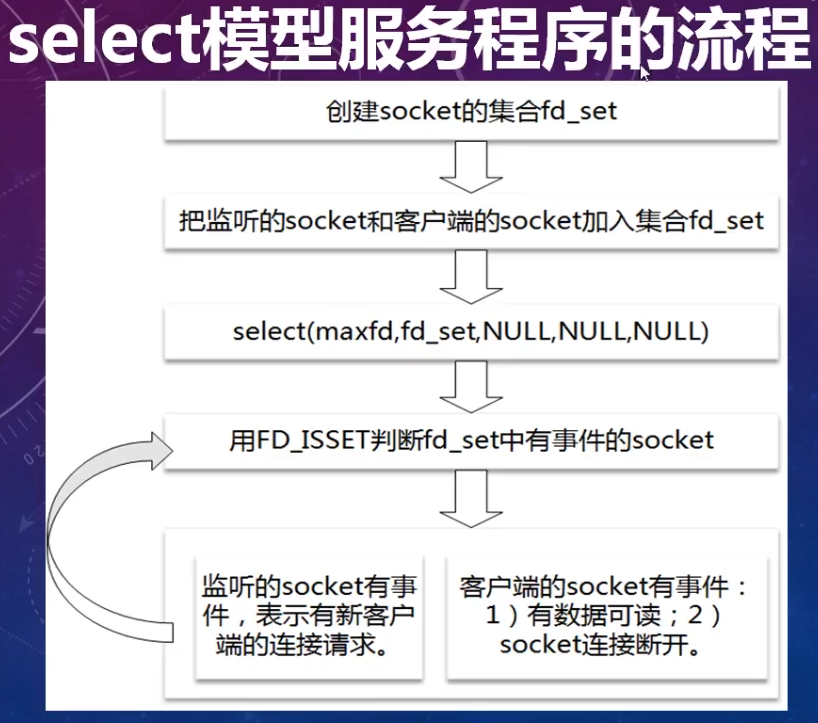 select模型服务程序的流程
创建socket的集合fd_set
把监听的socket和客户端的socket加入集合fd_set
select(maxfd,fd_set,NULL,NULL,NULL)
用FD_ISSET判断fd_set中有事件的socket
监听的socket有事
件，表示有新客户
端的连接请求。
客户端的socket有事件：
1）有数据可读；2）
socket连接断开。
20